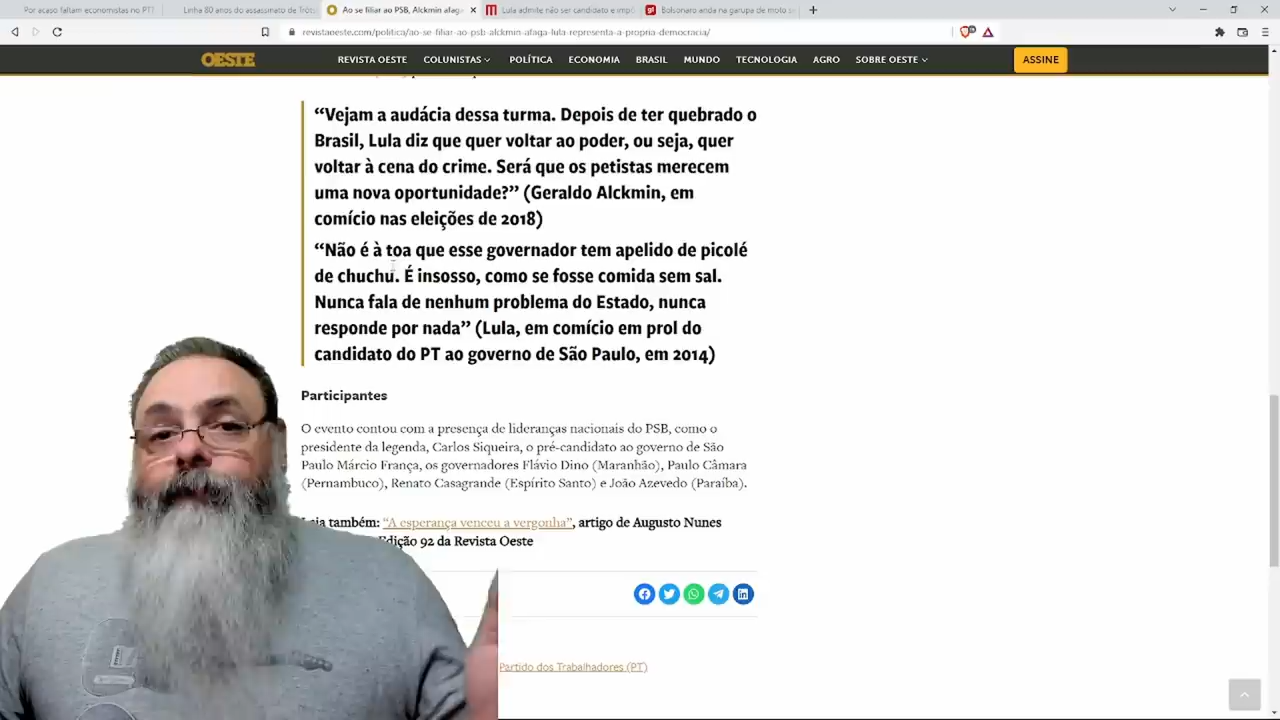 Por acaso faltam economistas no PT?
Linha 80 anos do assassinato de Tróts
Ao se filiar ao PSB, Alckmin afaga
Lula admite não ser candidato e impõ
Bolsonaro anda na garupa de moto se
revistaoeste.com/politica/ao-se-filiar-ao-psb-alckmin-afaga-luta-representa-a-propria-democracia/
OESTE
REVISTA OESTE
COLUNISTAS
POLÍTICA
ECONOMIA
BRASIL
MUNDO
TECNOLOGIA
AGRO
SOBRE OESTE
ASSINE
“Vejam a audácia dessa turma. Depois de ter quebrado o
Brasil, Lula diz que quer voltar ao poder, ou seja, quer
voltar à cena do crime. Será que os petistas merecem
uma nova oportunidade?” (Geraldo Alckmin, em
comício nas eleições de 2018)
“Não é à toa que esse governador tem apelido de picolé
de chuchu. É insosso, como se fosse comida sem sal.
Nunca fala de nenhum problema do Estado, nunca
responde por nada” (Lula, em comício em prol do
candidato do PT ao governo de São Paulo, em 2014)
Participantes
O evento contou com a presença de lideranças nacionais do PSB, como o
presidente da legenda, Carlos Siqueira, o pré-candidato ao governo de São
Paulo Márcio França, os governadores Flávio Dino (Maranhão), Paulo Câmara
(Pernambuco), Renato Casagrande (Espírito Santo) e João Azevedo (Paraíba).
também: “A esperança venceu a vergonha”, artigo de Augusto Nunes
Edição 92 da Revista Oeste
Partido dos Trabalhadores (PT)